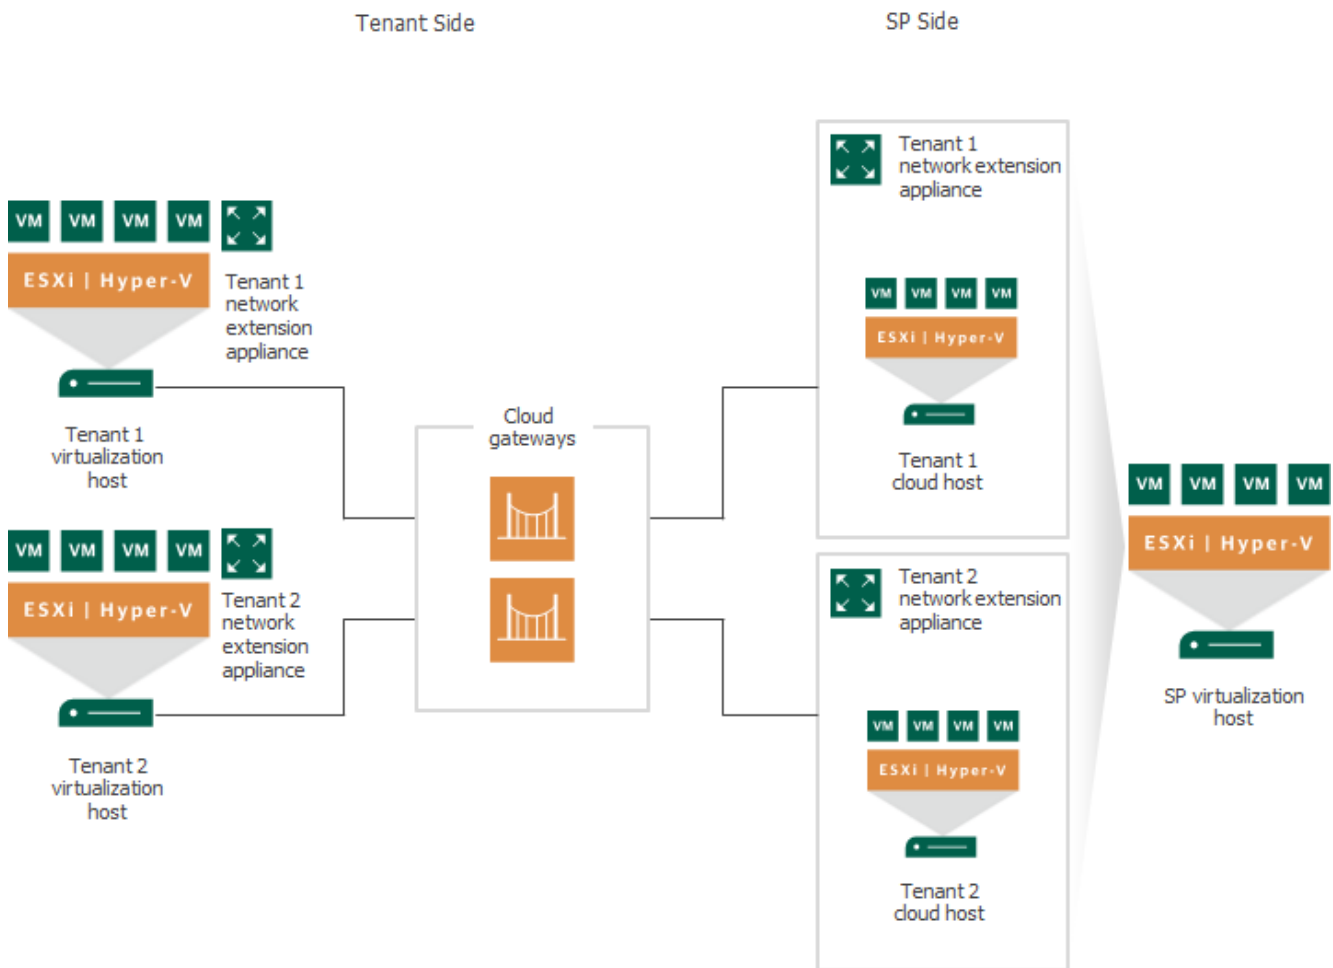 Tenant Side
SP Side
VM VM VM VM
ESXi | Hyper-V
Tenant 1
network
extension
appliance
Tenant 1
virtualization
host
VM VM VM VM
ESXi | Hyper-V
Tenant 2
network
extension
appliance
Tenant 2
virtualization
host
Cloud
gateways
Tenant 1
network extension
appliance
VM VM VM VM
ESXi | Hyper-V
Tenant 1
cloud host
Tenant 2
network extension
appliance
VM VM VM VM
ESXi | Hyper-V
Tenant 2
cloud host
VM VM VM VM
ESXi | Hyper-V
SP virtualization
host